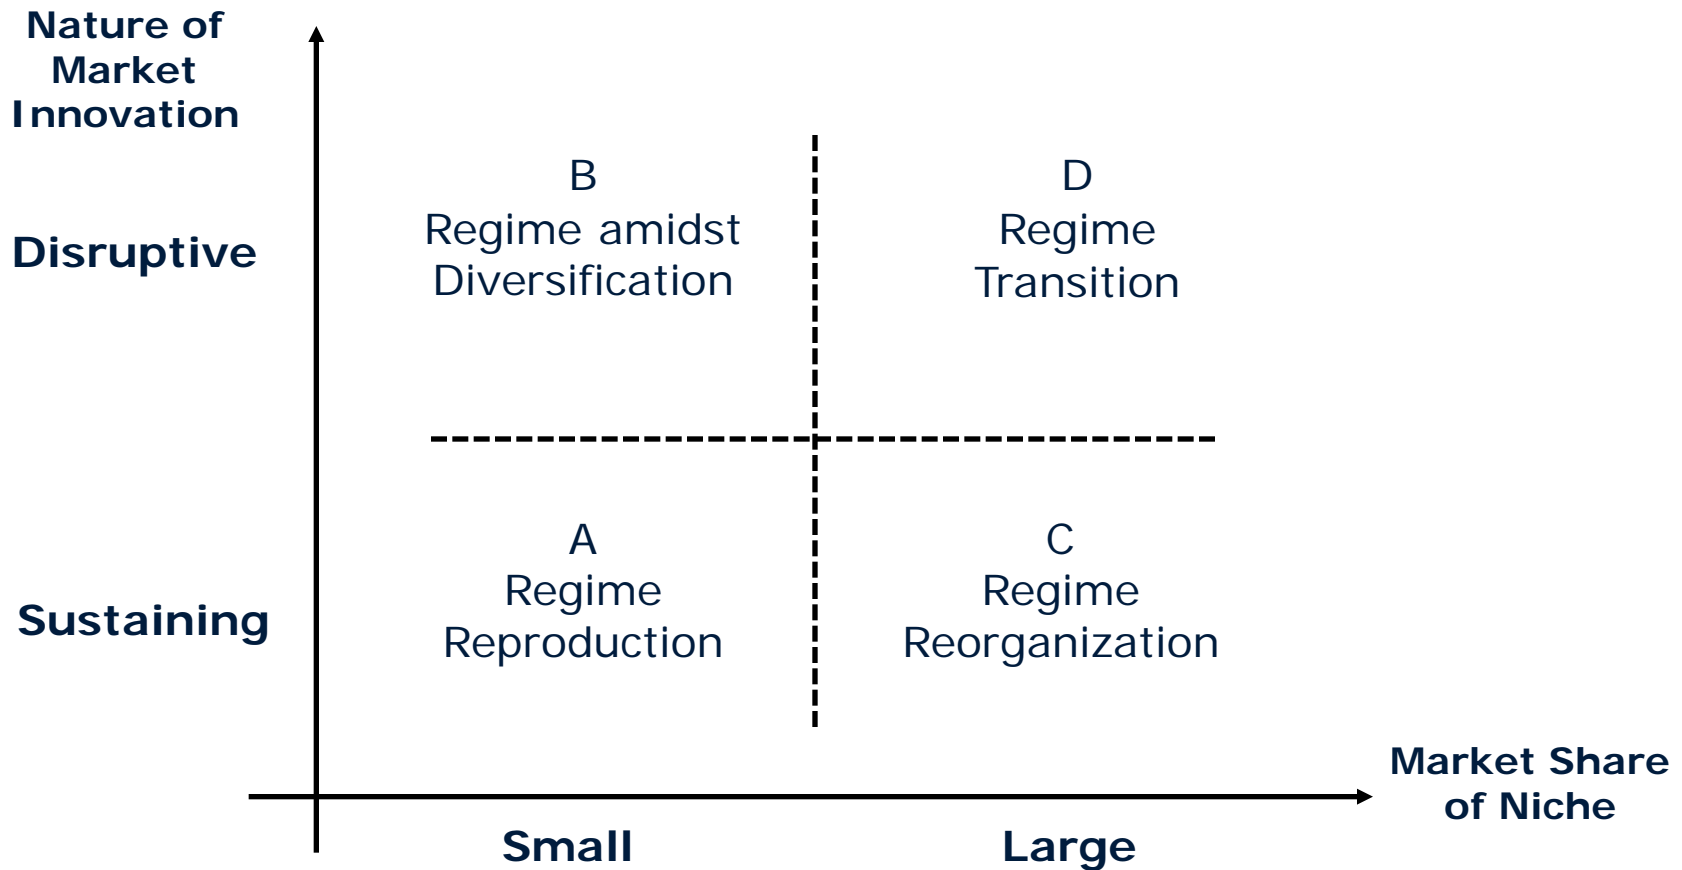 Nature of
Market
Innovation
B
Regime amidst
Diversification
D
Regime
Transition
Disruptive
A
Regime
Reproduction
C
Regime
Reorganization
Sustaining
Market Share
of Niche
Small
Large